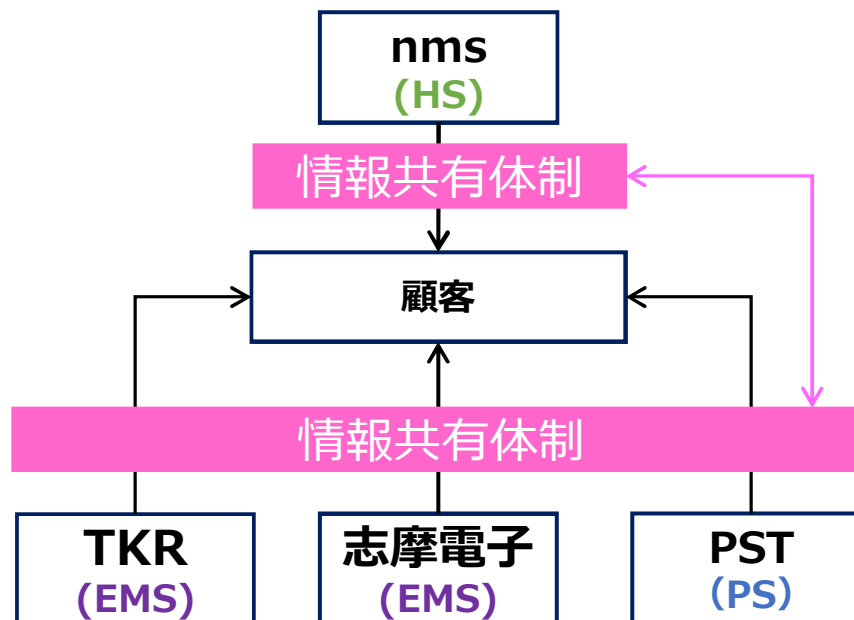 nms
(HS)
情報共有体制
顧客
情報共有体制
TKR
(EMS)
志摩電子
(EMS)
PST
(PS)